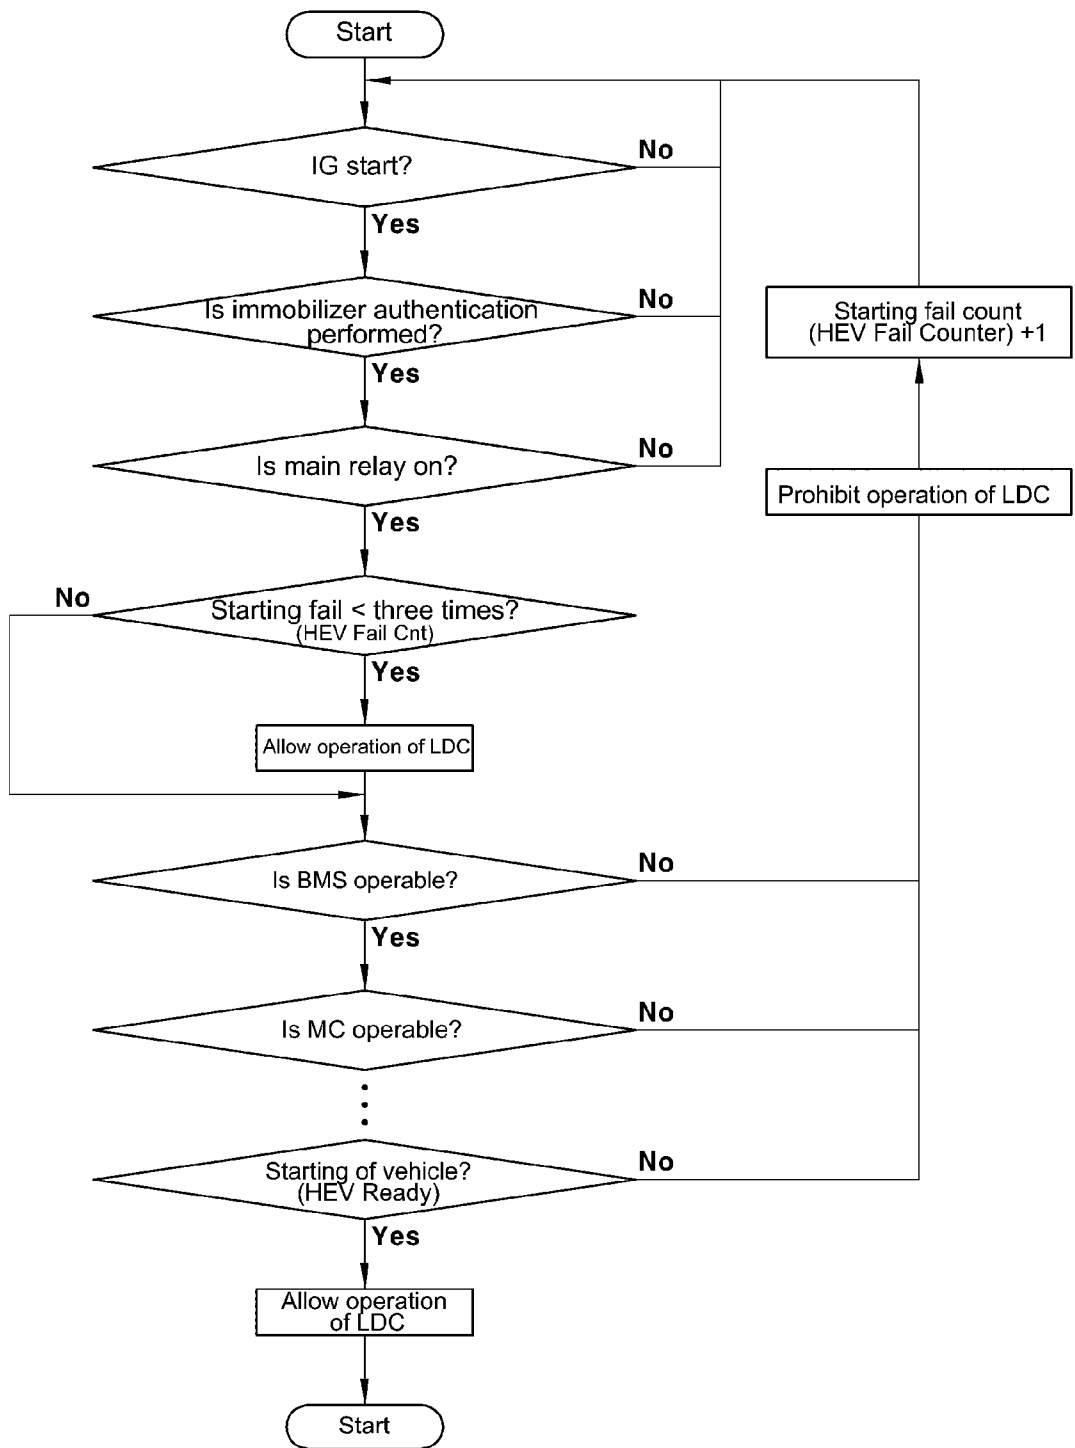 Start
IG start?
No
Yes
Is immobilizer authentication
performed?
No
Yes
Starting fail count
(HEV Fail Counter) +1
Is main relay on?
No
Yes
Prohibit operation of LDC
No
Starting fail < three times?
(HEV Fail Cnt)
Yes
Allow operation of LDC
Is BMS operable?
No
Yes
Is MC operable?
No
Starting of vehicle?
(HEV Ready)
No
Yes
Allow operation
of LDC
Start